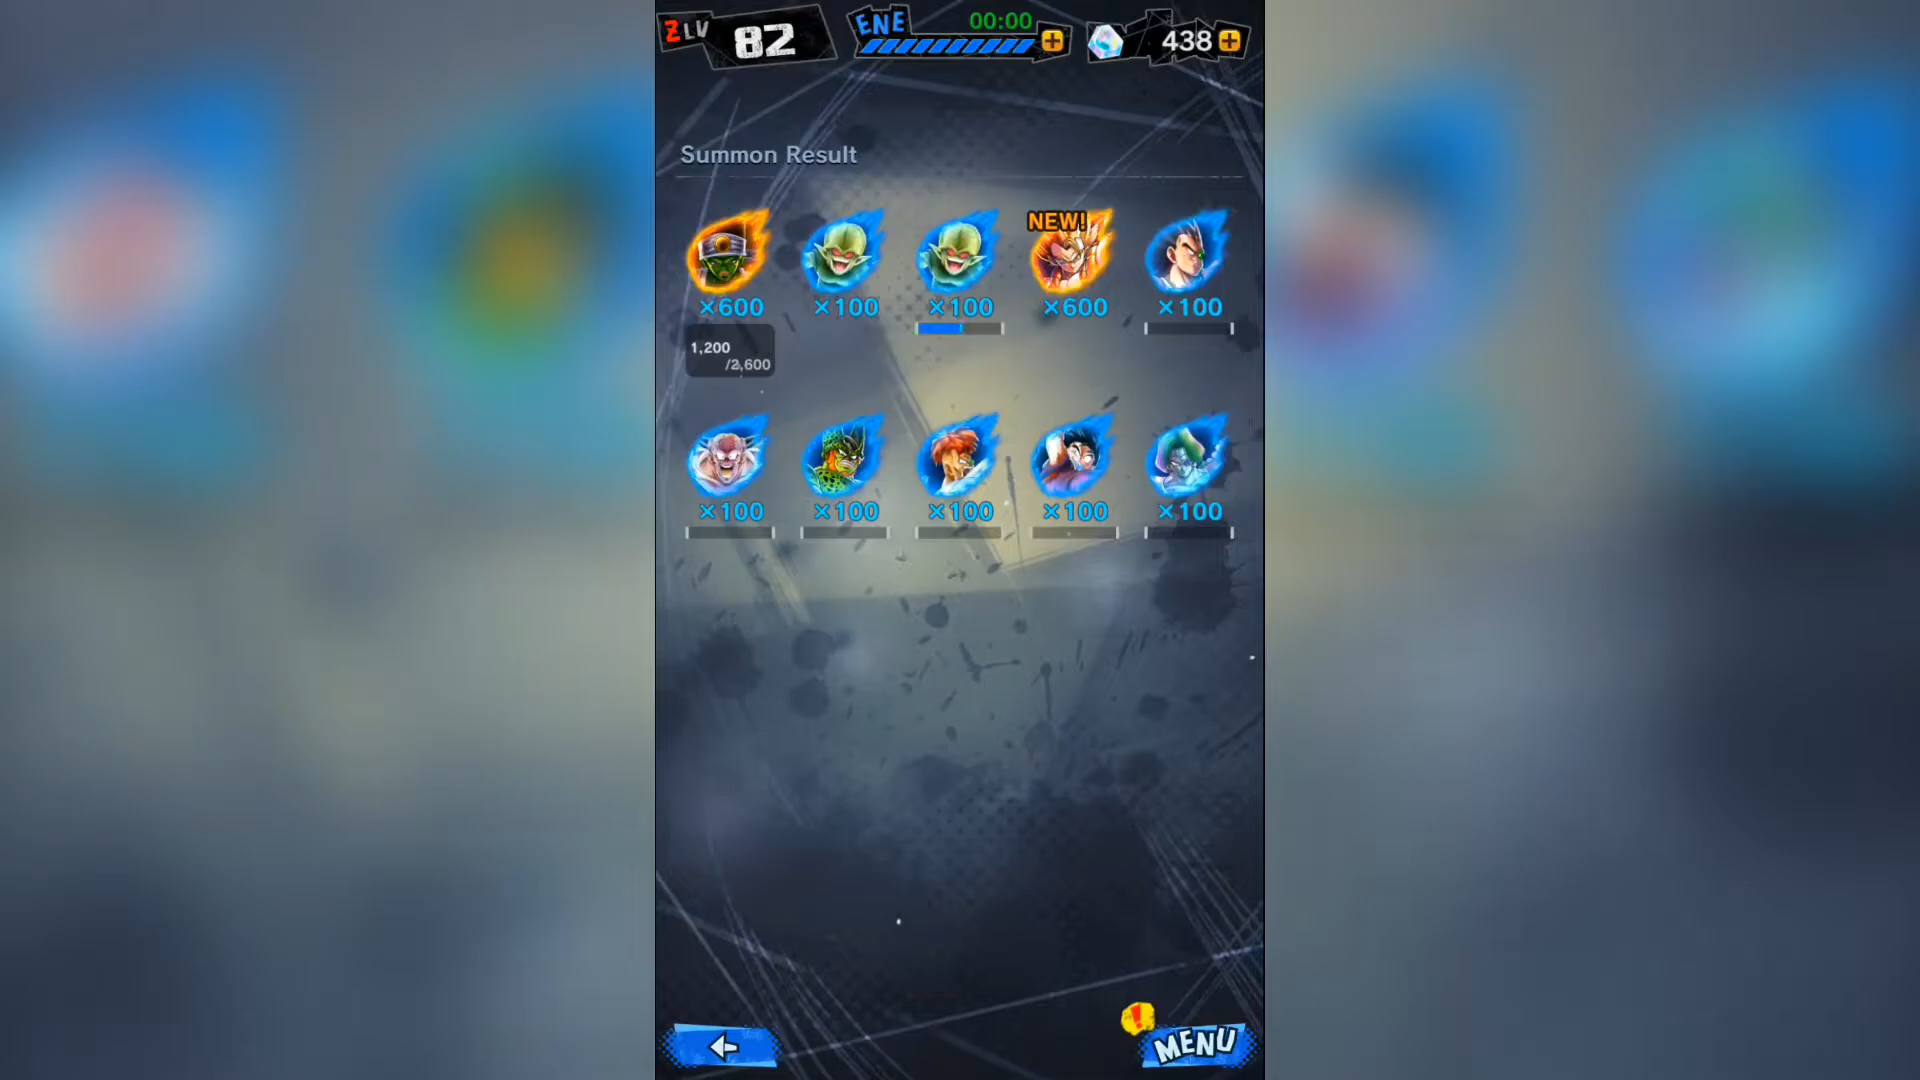 ZLV 82 ENE 00:00 438
Summon Result
NEW!
×600 ×100 ×100 ×600 ×100
1,200
/2,600
×100 ×100 ×100 ×100 ×100
MENU